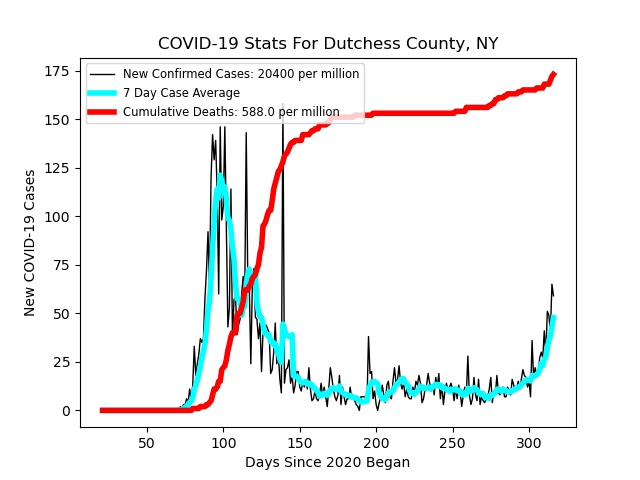 COVID-19 Stats For Dutchess County, NY
New Confirmed Cases: 20400 per million
7 Day Case Average
Cumulative Deaths: 588.0 per million
New COVID-19 Cases
175
150
125
100
75
50
25
0
50 100 150 200 250 300
Days Since 2020 Began